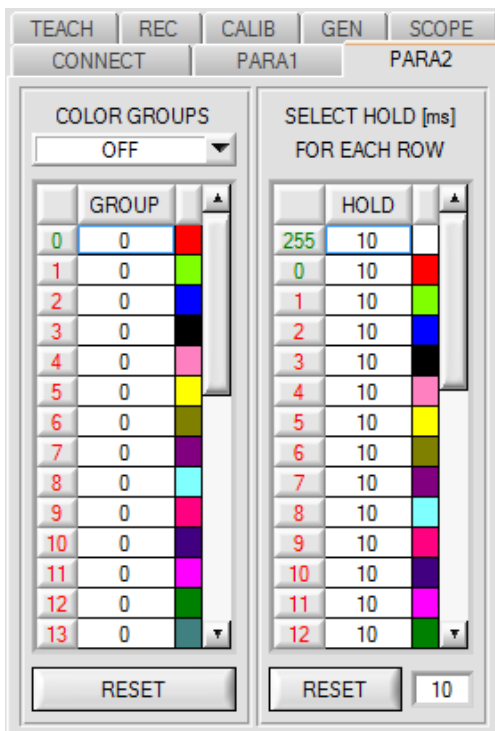 TEACH REC CALIB GEN SCOPE
CONNECT PARA1 PARA2
COLOR GROUPS
OFF
GROUP
0 0
1 0
2 0
3 0
4 0
5 0
6 0
7 0
8 0
9 0
10 0
11 0
12 0
13 0
RESET
SELECT HOLD [ms]
FOR EACH ROW
HOLD
255 10
0 10
1 10
2 10
3 10
4 10
5 10
6 10
7 10
8 10
9 10
10 10
11 10
12 10
RESET 10